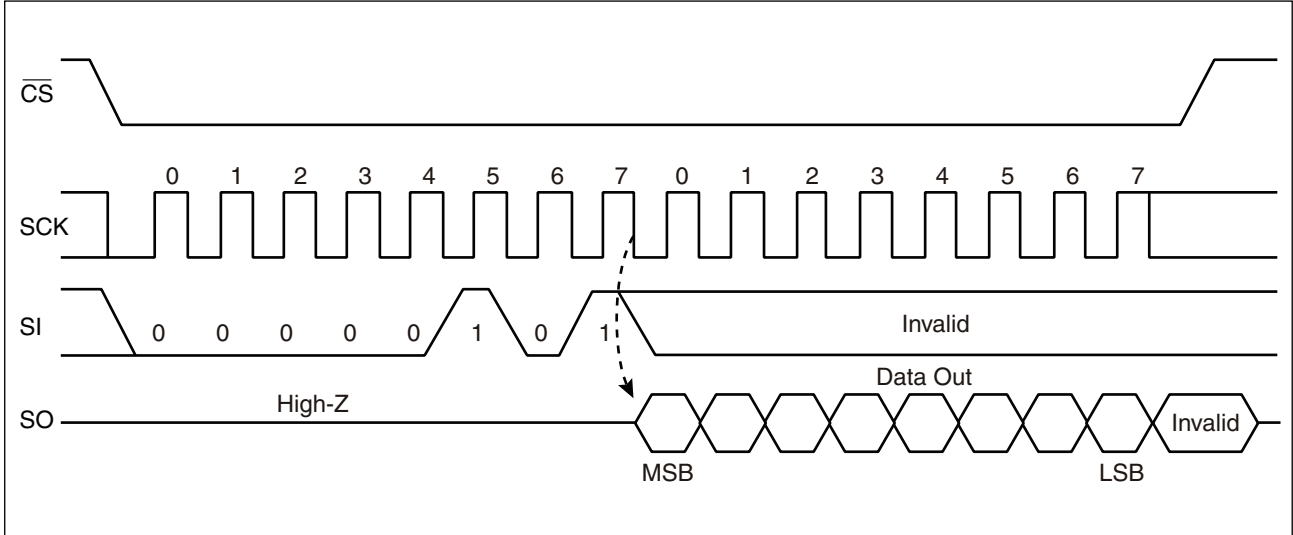 CS
0 1 2 3 4 5 6 7 0 1 2 3 4 5 6 7
SCK
SI
0 0 0 0 0 1 0 1
Invalid
Data Out
High-Z
SO
Invalid
MSB LSB